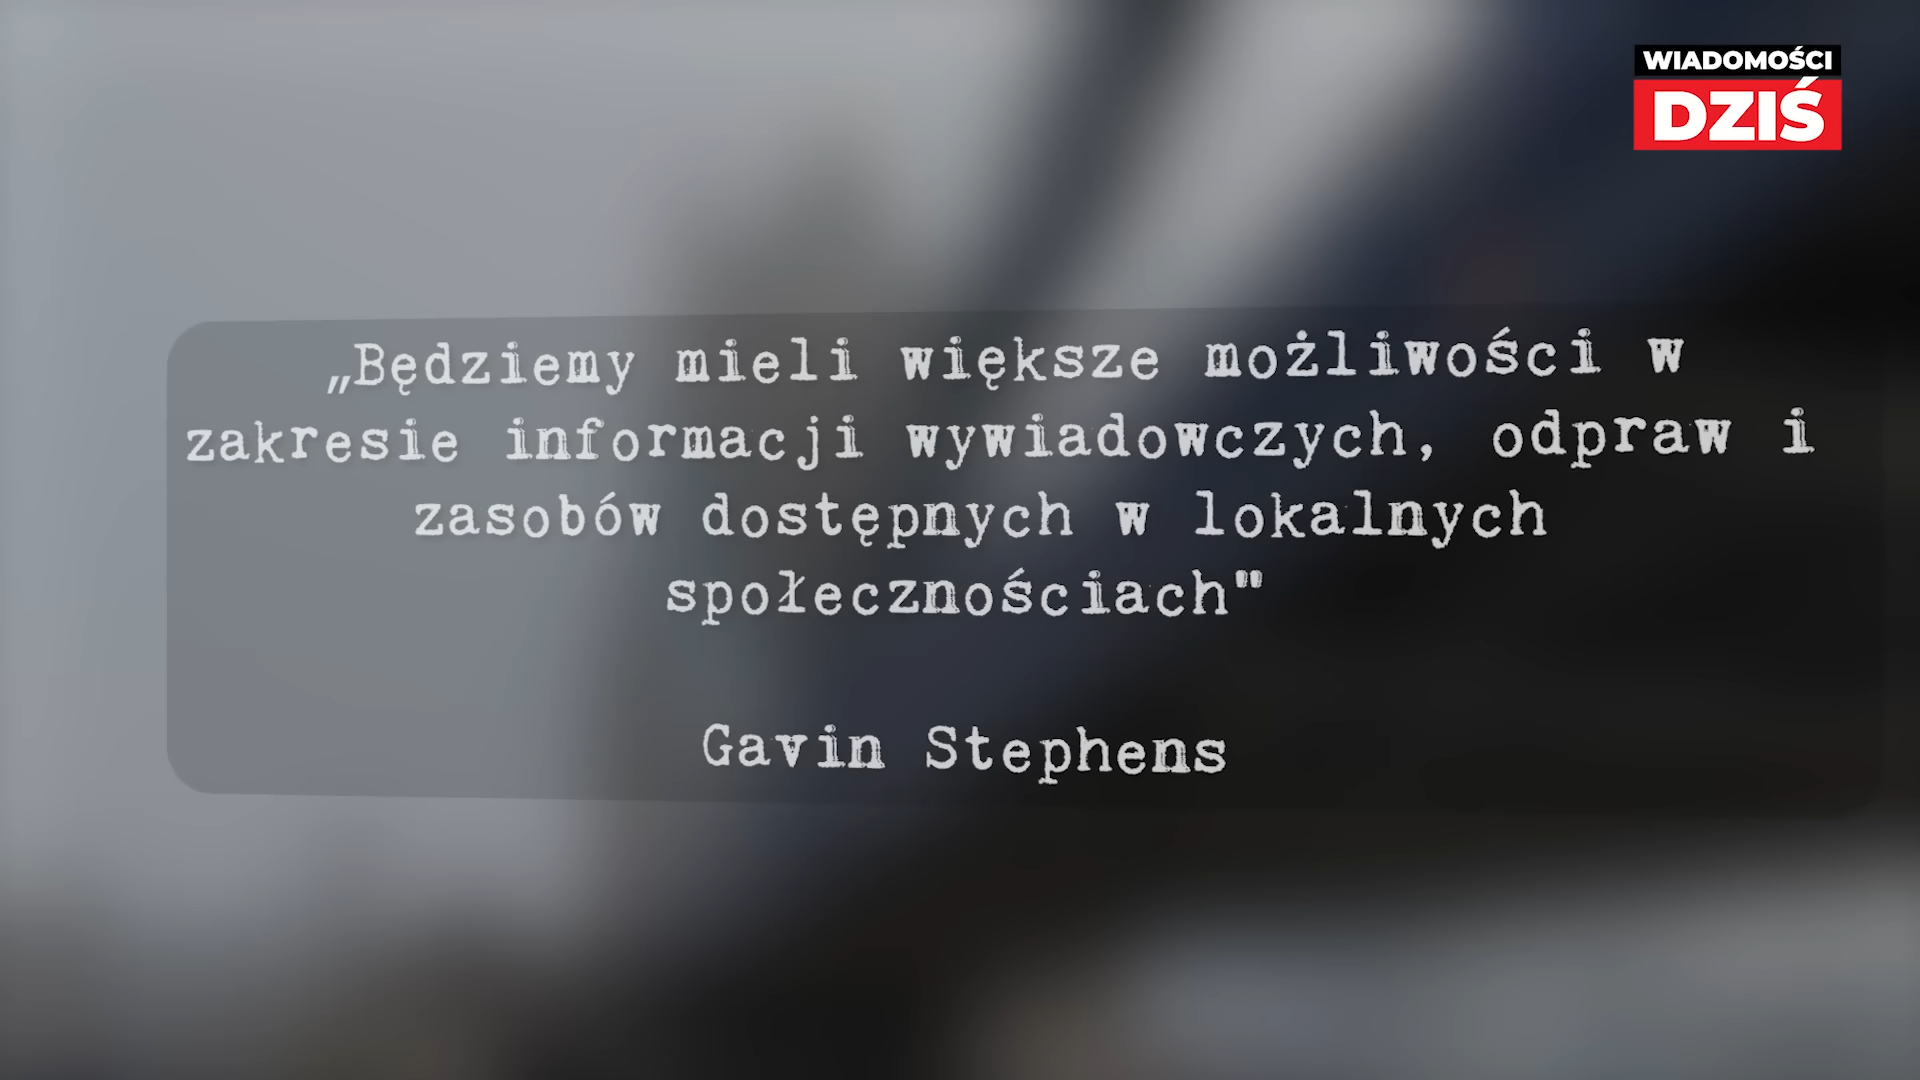 WIADOMOŚCI
DZIŚ
„Będziemy mieli większe możliwości w
zakresie informacji wywiadowczych, odpraw i
zasobów dostępnych w lokalnych
społecznościach"
Gavin Stephens